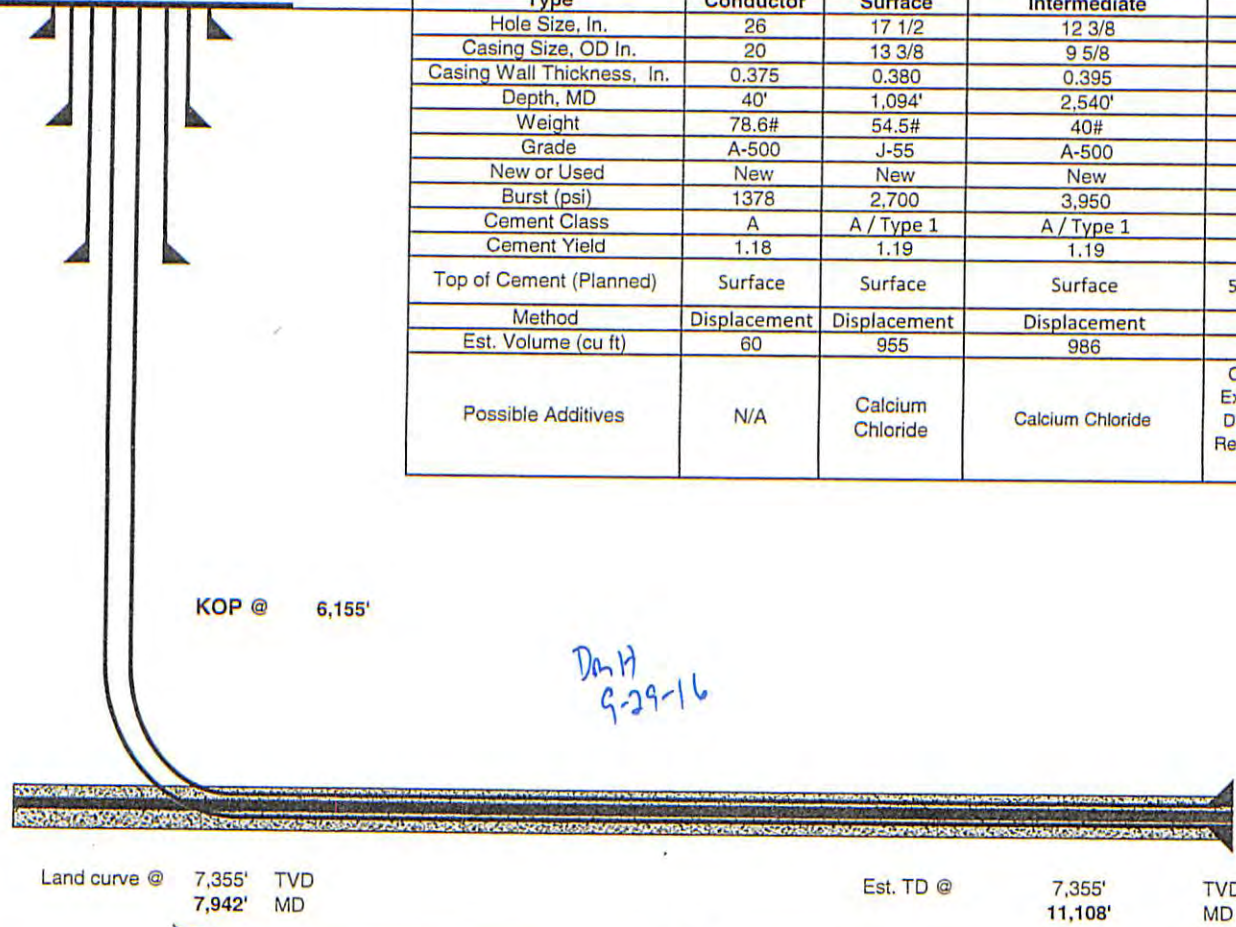 Type Conductor Surface Intermediate
Hole Size, In. 26 17 1/2 12 3/8
Casing Size, OD In. 20 13 3/8 9 5/8
Casing Wall Thickness, In. 0.375 0.380 0.395
Depth, MD 40' 1,094' 2,540'
Weight 78.6# 54.5# 40#
Grade A-500 J-55 A-500
New or Used New New New
Burst (psi) 1378 2,700 3,950
Cement Class A A / Type 1 A / Type 1
Cement Yield 1.18 1.19 1.19
Top of Cement (Planned) Surface Surface Surface 5
Method Displacement Displacement Displacement
Est. Volume (cu ft) 60 955 986
Possible Additives N/A Calcium Chloride Calcium Chloride
KOP @ 6,155'
9-29-16
Land curve @ 7,355' TVD
7,942' MD
Est. TD @ 7,355' TVD
11,108' MD